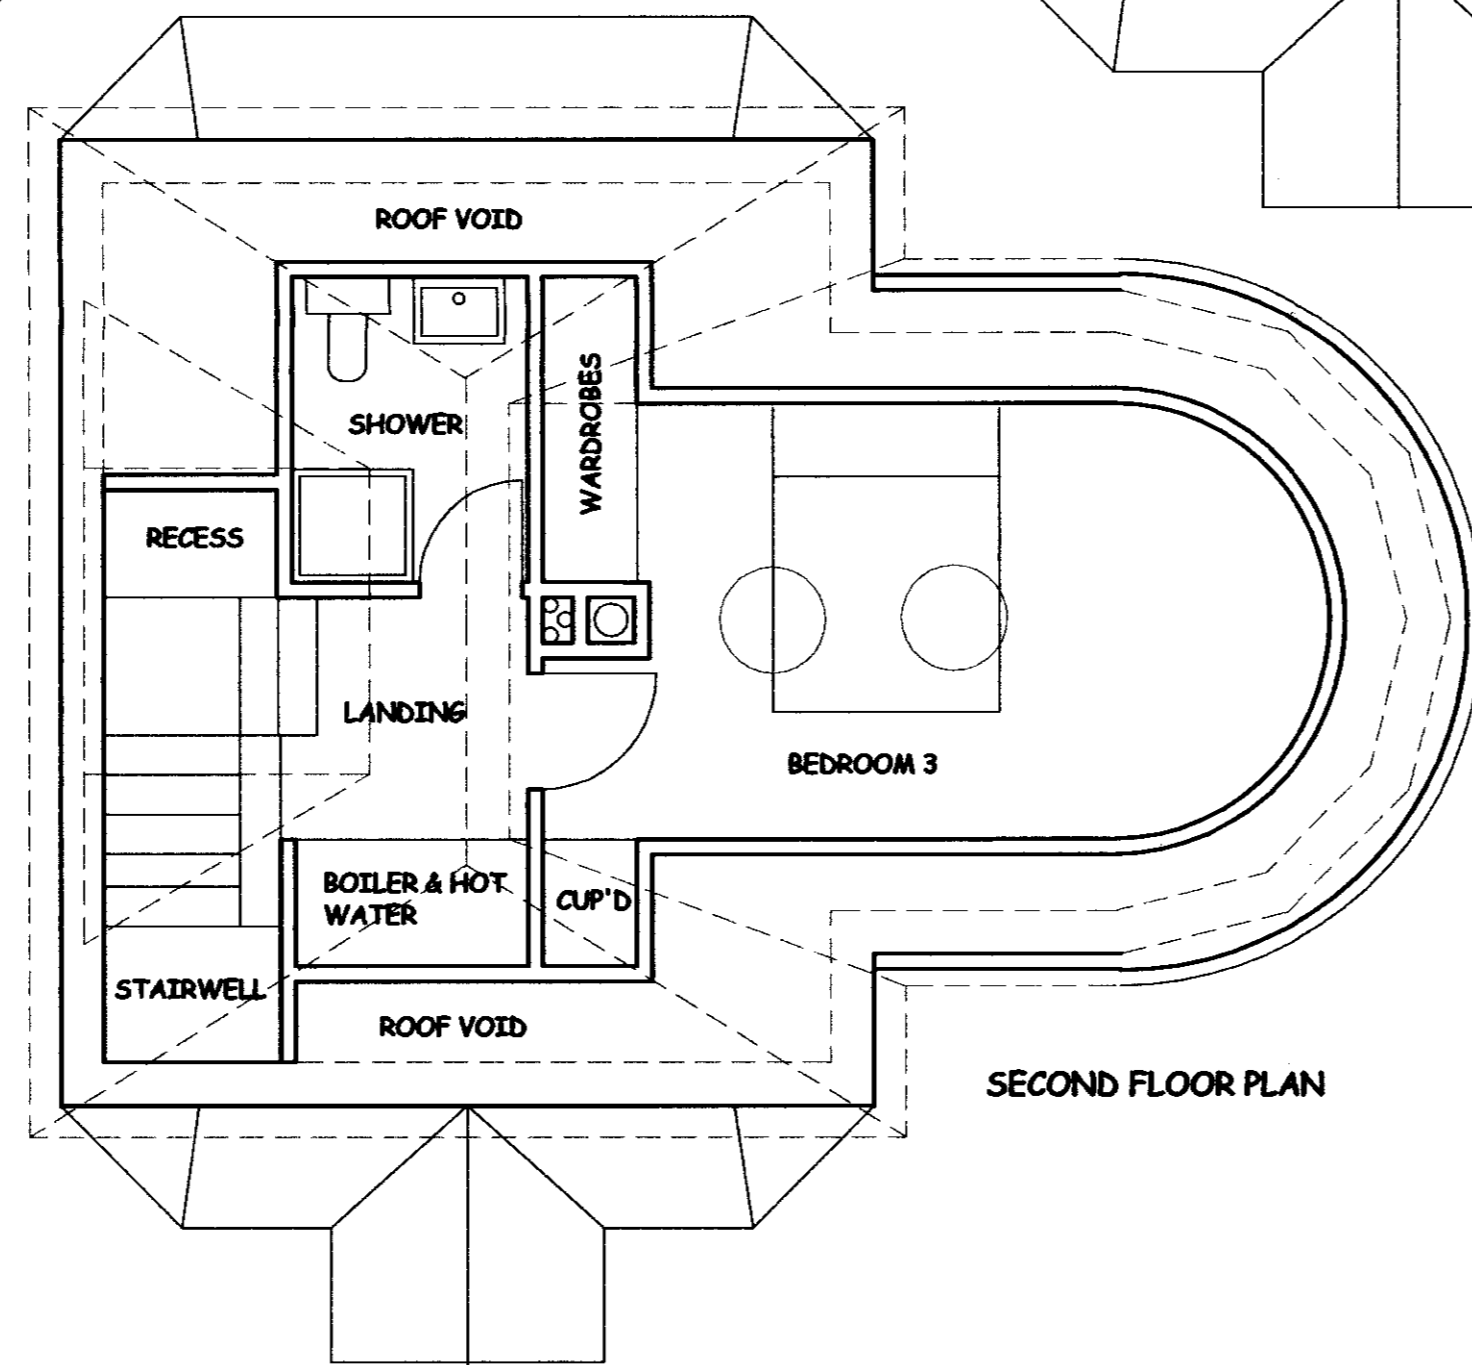 ROOF VOID
SHOWER
WARDROBES
RECESS
LANDING
BEDROOM 3
BOILER & HOT
WATER
CUP'D
STAIRWELL
ROOF VOID
SECOND FLOOR PLAN